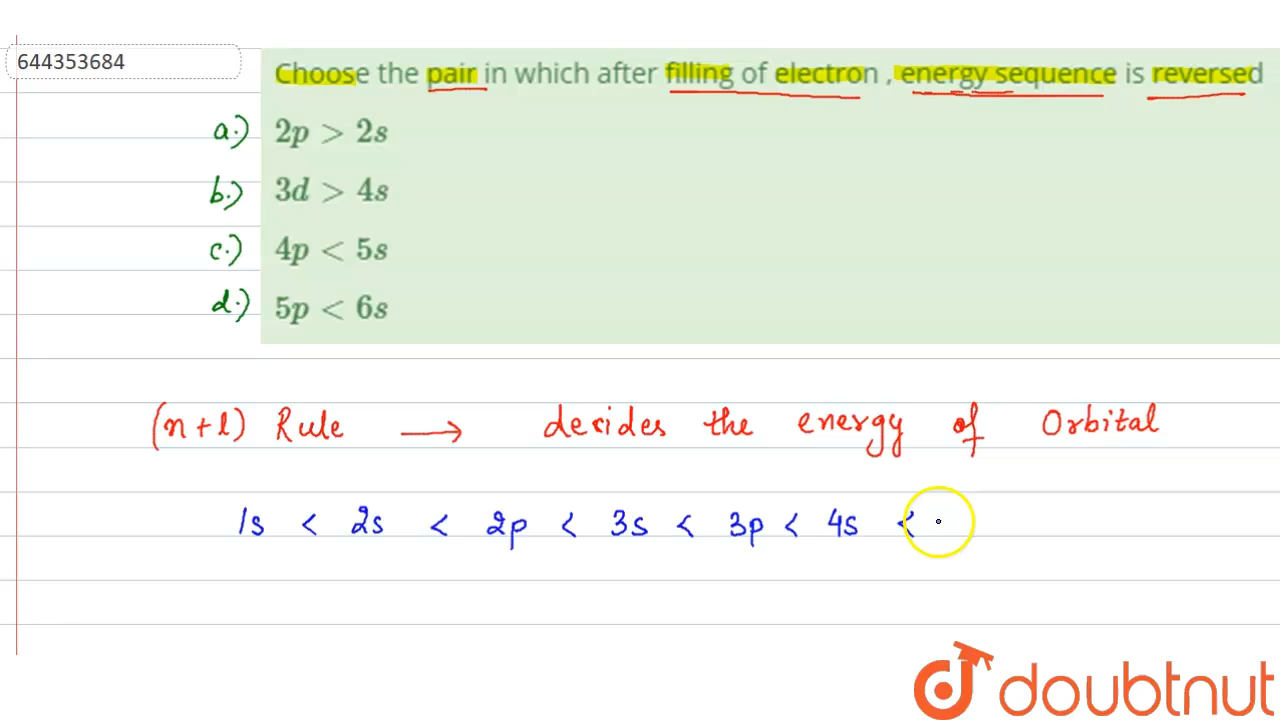 644353684
Choose the pair in which after filling of electron , energy sequence is reversed
a.) 2p > 2s
b.) 3d > 4s
c.) 4p < 5s
d.) 5p < 6s
(n+l) Rule → decides the energy of Orbital
1s < 2s < 2p < 3s < 3p < 4s <
doubtnut